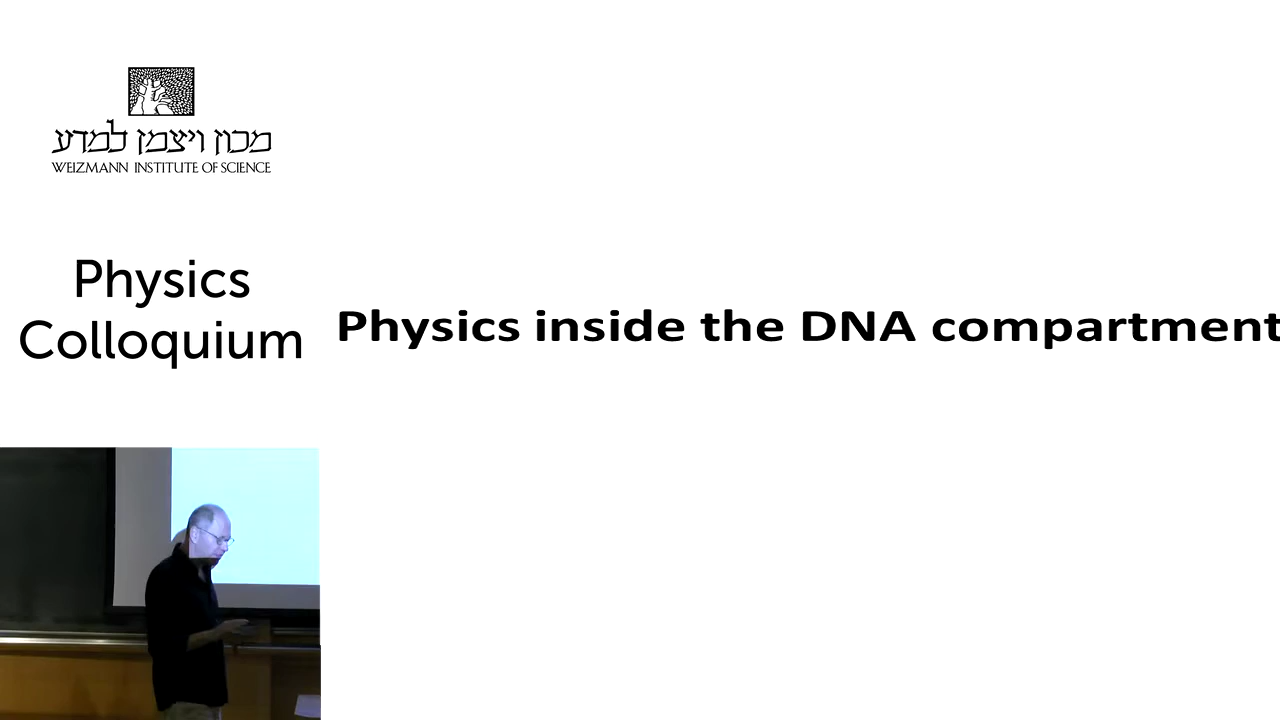 מכון ויצמן למדע
WEIZMANN INSTITUTE OF SCIENCE
Physics
Colloquium
Physics inside the DNA compartment